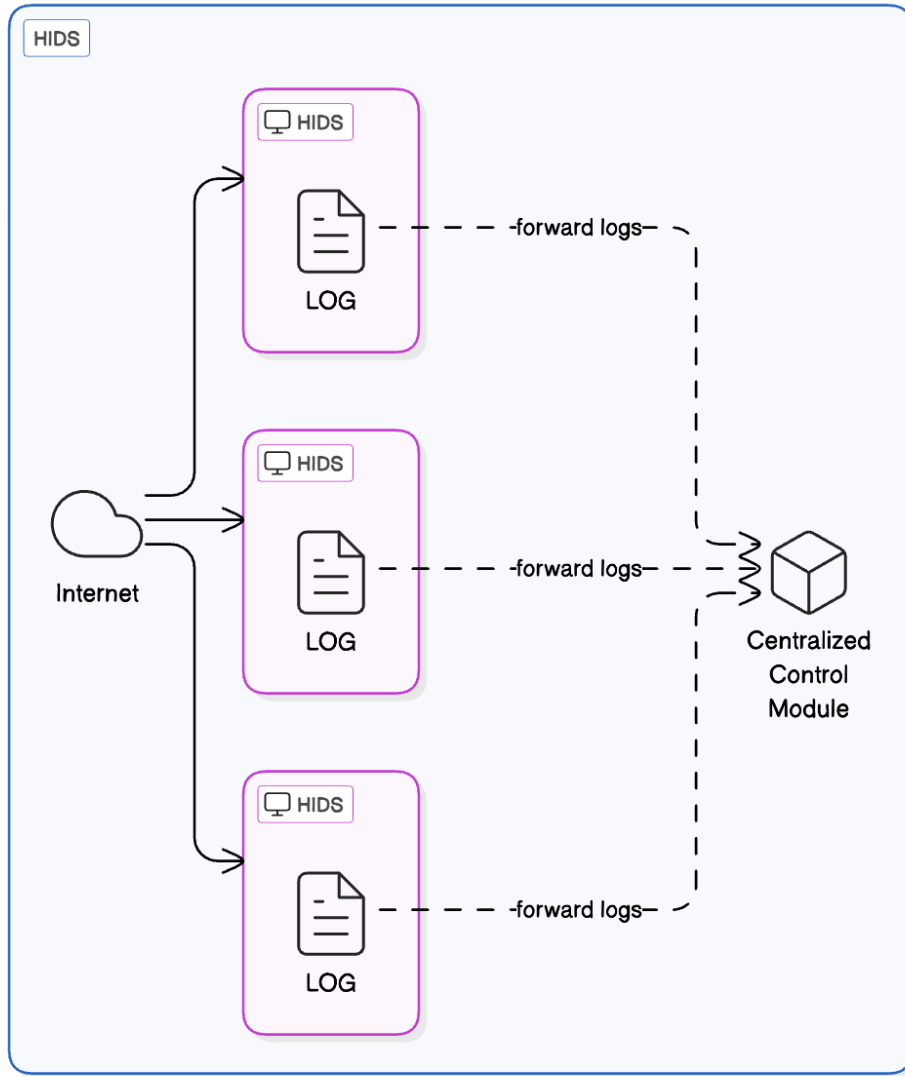 HIDS
HIDS
LOG
forward logs
HIDS
LOG
forward logs
Internet
Centralized
Control
Module
HIDS
LOG
forward logs